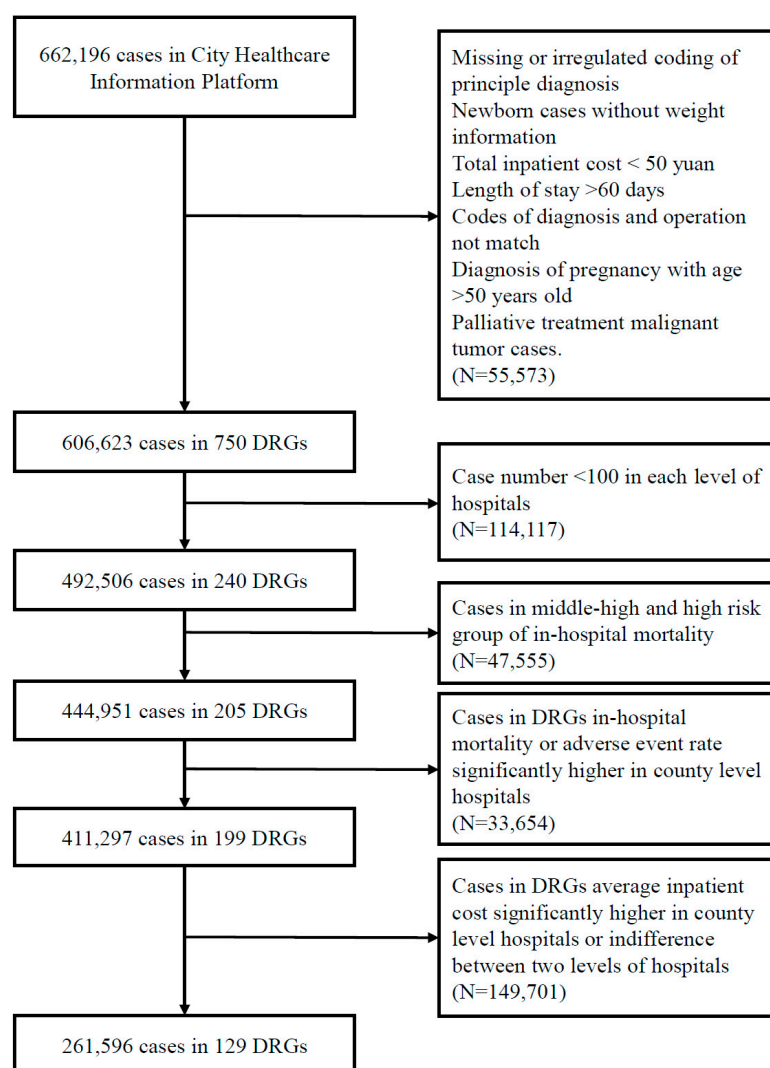 662,196 cases in City Healthcare
Information Platform
Missing or irregulated coding of
principle diagnosis
Newborn cases without weight
information
Total inpatient cost < 50 yuan
Length of stay >60 days
Codes of diagnosis and operation
not match
Diagnosis of pregnancy with age
>50 years old
Palliative treatment malignant
tumor cases.
(N=55,573)
606,623 cases in 750 DRGs
Case number <100 in each level of
hospitals
(N=114,117)
492,506 cases in 240 DRGs
Cases in middle-high and high risk
group of in-hospital mortality
(N=47,555)
444,951 cases in 205 DRGs
Cases in DRGs in-hospital
mortality or adverse event rate
significantly higher in county level
hospitals
(N=33,654)
411,297 cases in 199 DRGs
Cases in DRGs average inpatient
cost significantly higher in county
level hospitals or indifference
between two levels of hospitals
(N=149,701)
261,596 cases in 129 DRGs